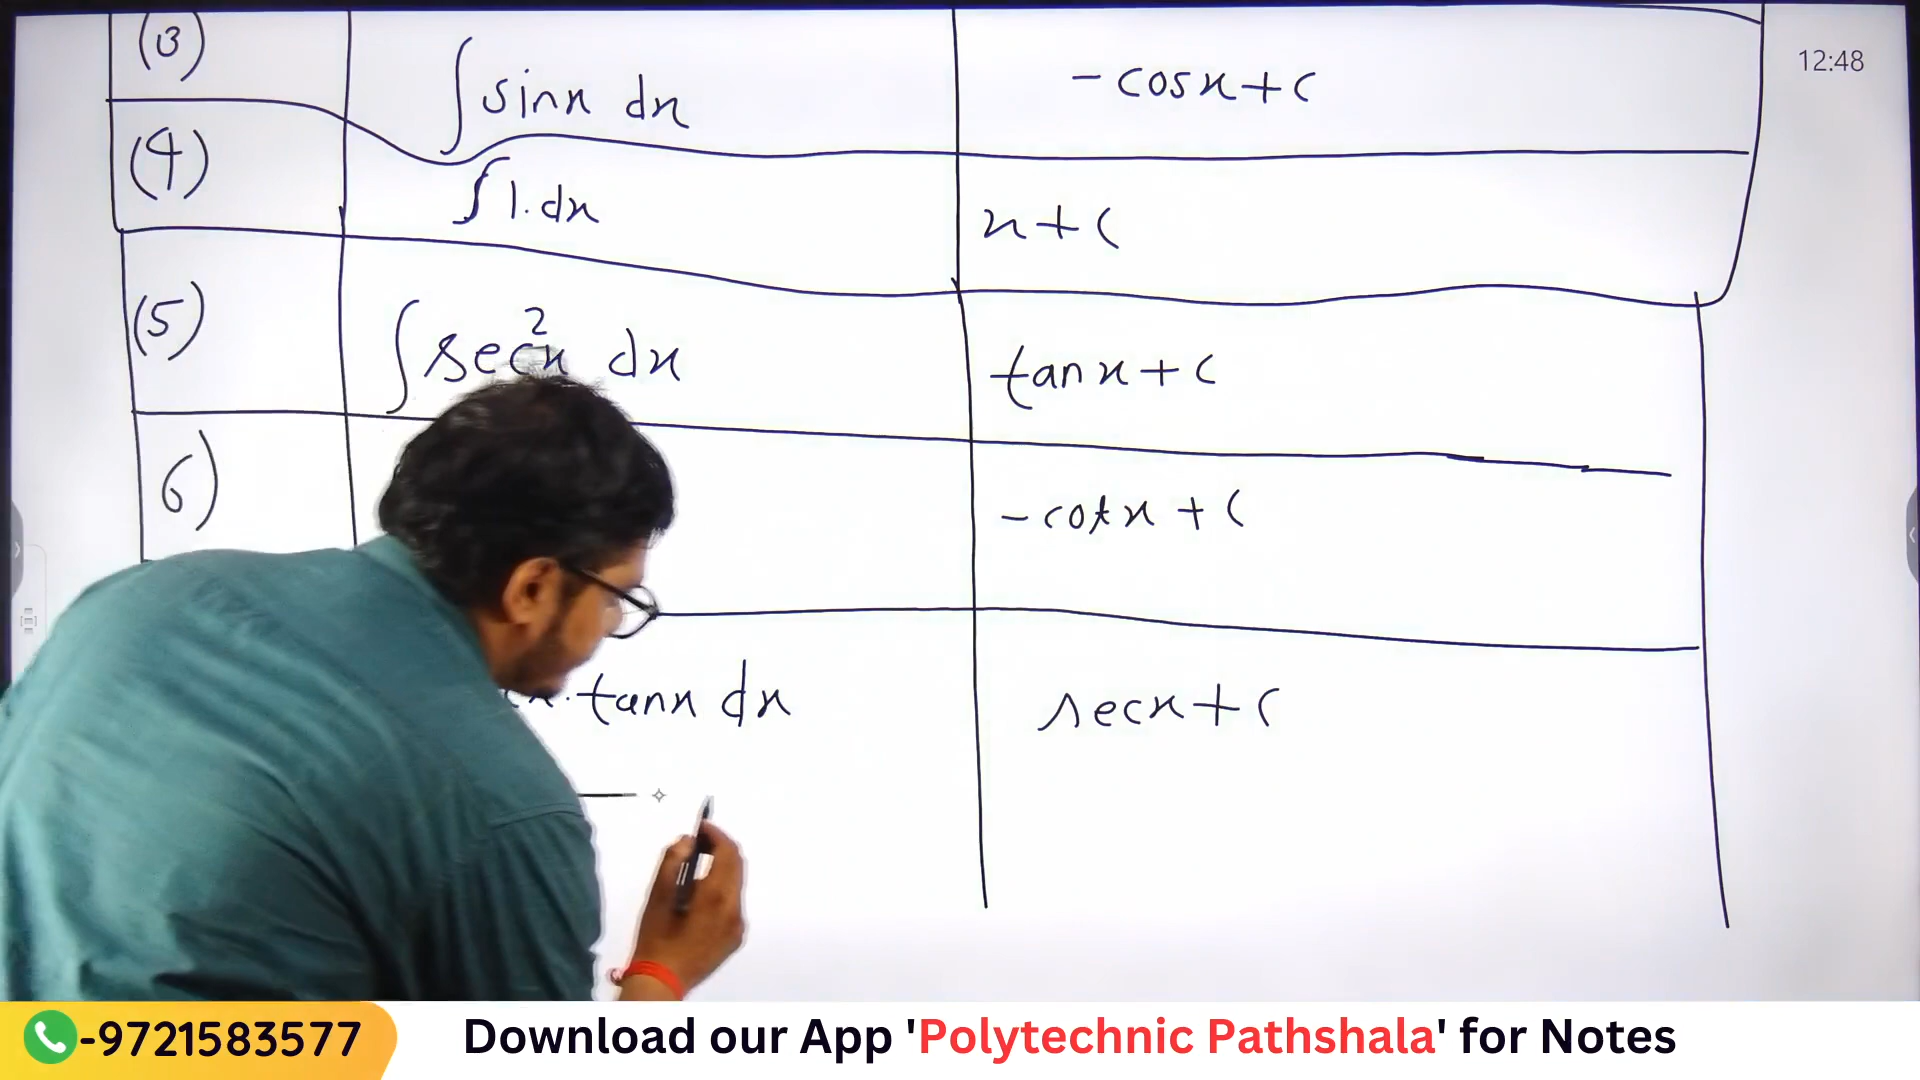 12:48
(3) ∫ sinx dx -cosx+c
(4) ∫ 1.dx x+c
(5) ∫ sec²x dx tanx+c
6) -cotx+c
tanx dx secx+c
-9721583577 Download our App 'Polytechnic Pathshala' for Notes